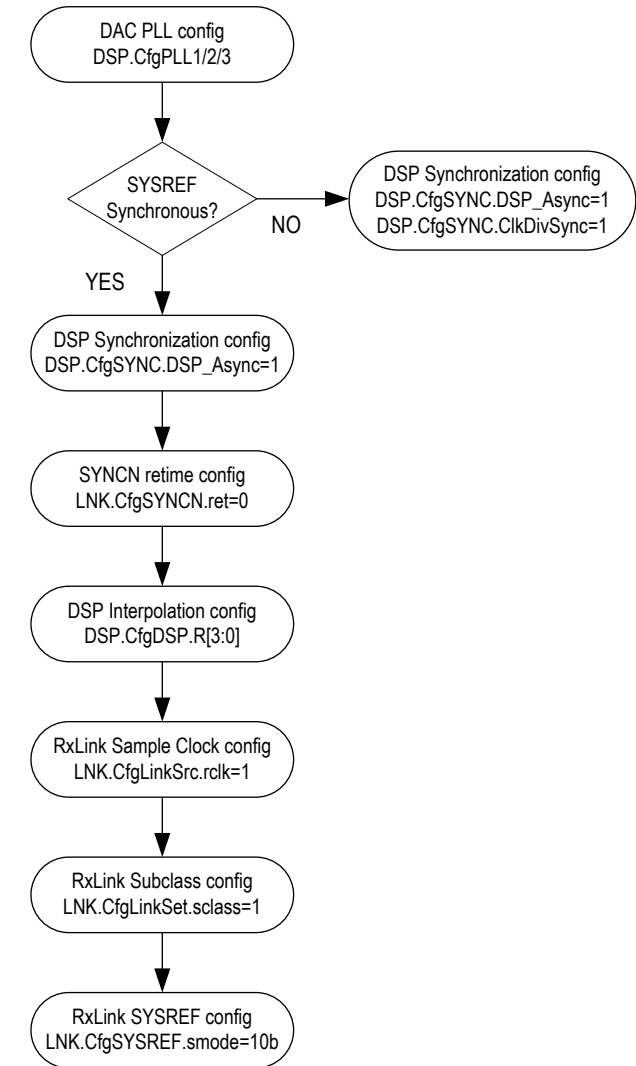 DAC PLL config
DSP.CfgPLL1/2/3
SYSREF
Synchronous?
NO
DSP Synchronization config
DSP.CfgSYNC.DSP_Async=1
DSP.CfgSYNC.ClkDivSync=1
YES
DSP Synchronization config
DSP.CfgSYNC.DSP_Async=1
SYNCN retime config
LNK.CfgSYNCN.ret=0
DSP Interpolation config
DSP.CfgDSP.R[3:0]
RxLink Sample Clock config
LNK.CfgLinkSrc.rclk=1
RxLink Subclass config
LNK.CfgLinkSet.sclass=1
RxLink SYSREF config
LNK.CfgSYSREF.smode=10b